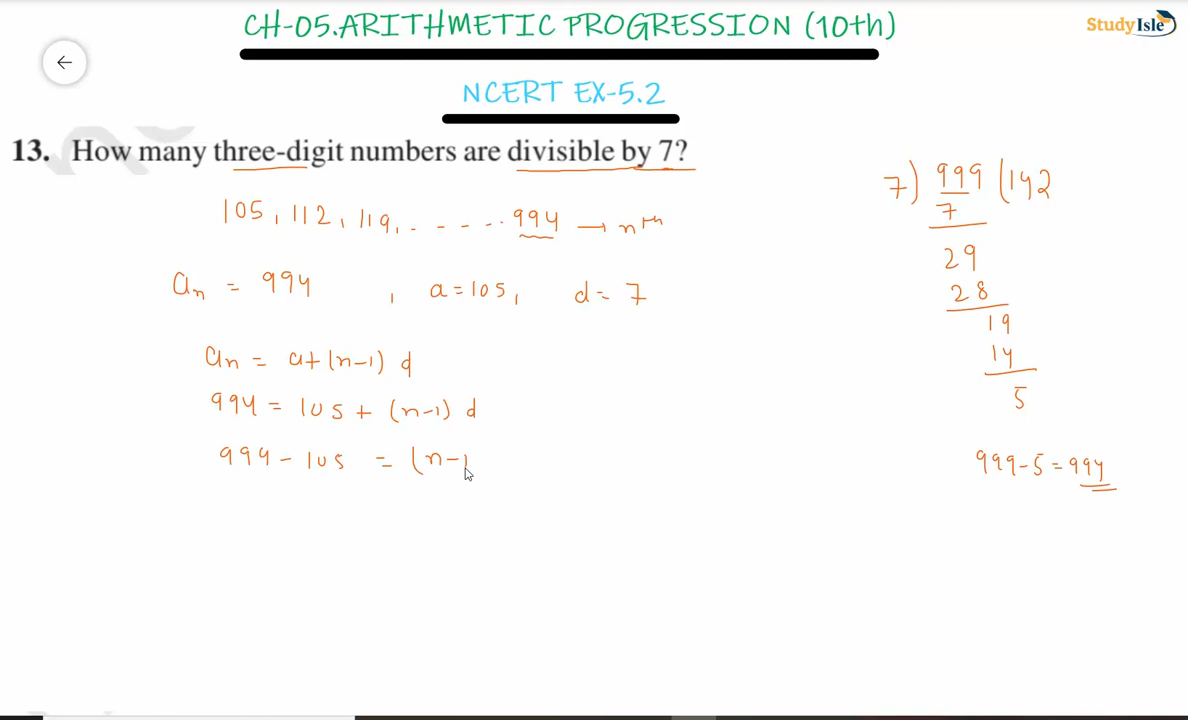 CH-05.ARITHMETIC PROGRESSION (10th)
StudyIsle
NCERT EX-5.2
13. How many three-digit numbers are divisible by 7?
105, 112, 119, . - - - .. 994 → nth
an = 994 , a = 105, d = 7
an = a+(n-1) d
994 = 105 + (n-1) d
994 - 105 = (n-1
7) 999 (142
7
29
28
19
14
5
999-5=994